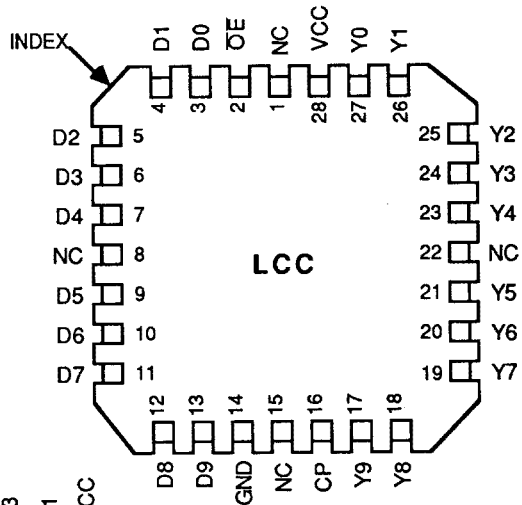 INDEX
D1 D0 O̅E̅ NC VCC Y0 Y1
4 3 2 1 28 27 26
D2 5 25 Y2
D3 6 24 Y3
D4 7 23 Y4
NC 8 22 NC
LCC
D5 9 21 Y5
D6 10 20 Y6
D7 11 19 Y7
12 13 14 15 16 17 18
D8 D9 GND NC CP Y9 Y8